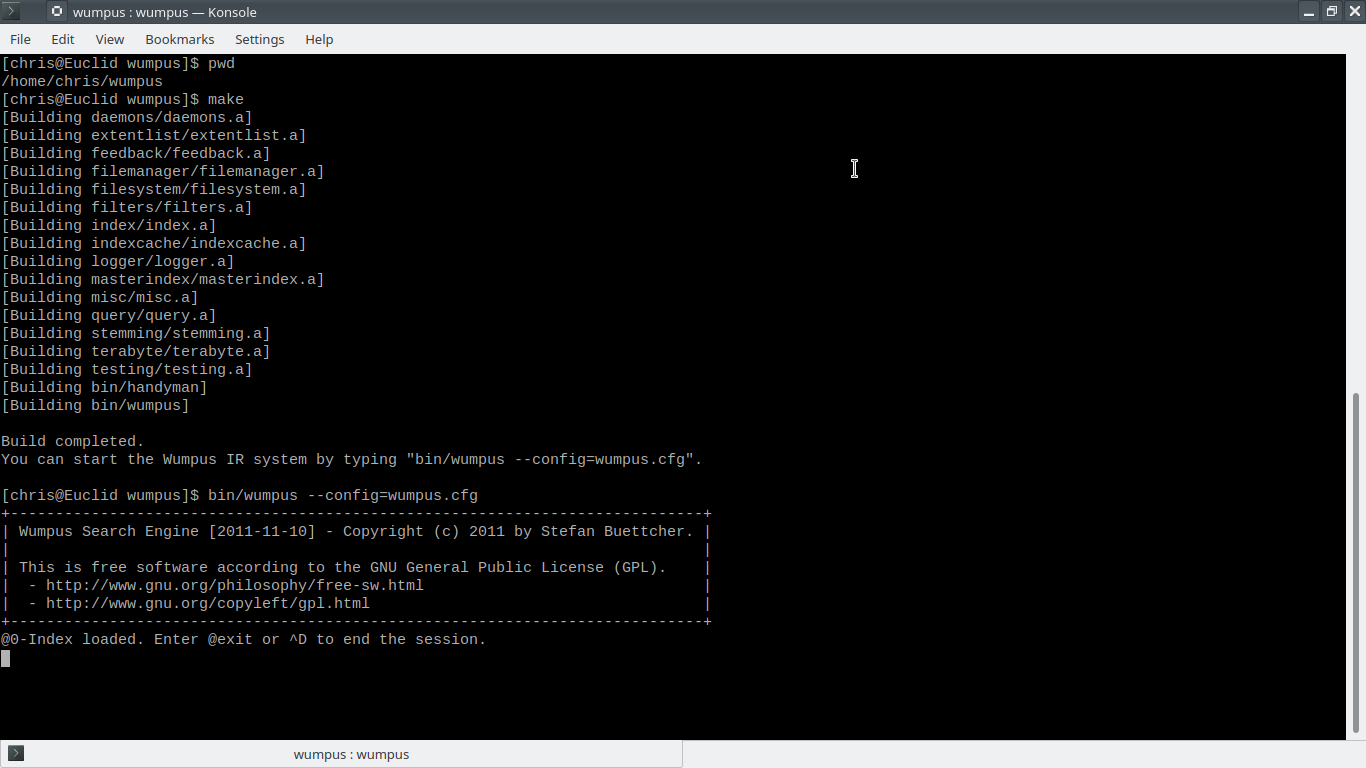 wumpus : wumpus — Konsole
File Edit View Bookmarks Settings Help
[chris@Euclid wumpus]$ pwd
/home/chris/wumpus
[chris@Euclid wumpus]$ make
[Building daemons/daemons.a]
[Building extentlist/extentlist.a]
[Building feedback/feedback.a]
[Building filemanager/filemanager.a]
[Building filesystem/filesystem.a]
[Building filters/filters.a]
[Building index/index.a]
[Building indexcache/indexcache.a]
[Building logger/logger.a]
[Building masterindex/masterindex.a]
[Building misc/misc.a]
[Building query/query.a]
[Building stemming/stemming.a]
[Building terabyte/terabyte.a]
[Building testing/testing.a]
[Building bin/handyman]
[Building bin/wumpus]
Build completed.
You can start the Wumpus IR system by typing "bin/wumpus --config=wumpus.cfg".
[chris@Euclid wumpus]$ bin/wumpus --config=wumpus.cfg
+-----------------------------------------------------------------------------+
| Wumpus Search Engine [2011-11-10] - Copyright (c) 2011 by Stefan Buettcher. |
|                                                                             |
| This is free software according to the GNU General Public License (GPL).    |
|  - http://www.gnu.org/philosophy/free-sw.html                               |
|  - http://www.gnu.org/copyleft/gpl.html                                     |
+-----------------------------------------------------------------------------+
@0-Index loaded. Enter @exit or ^D to end the session.
wumpus : wumpus